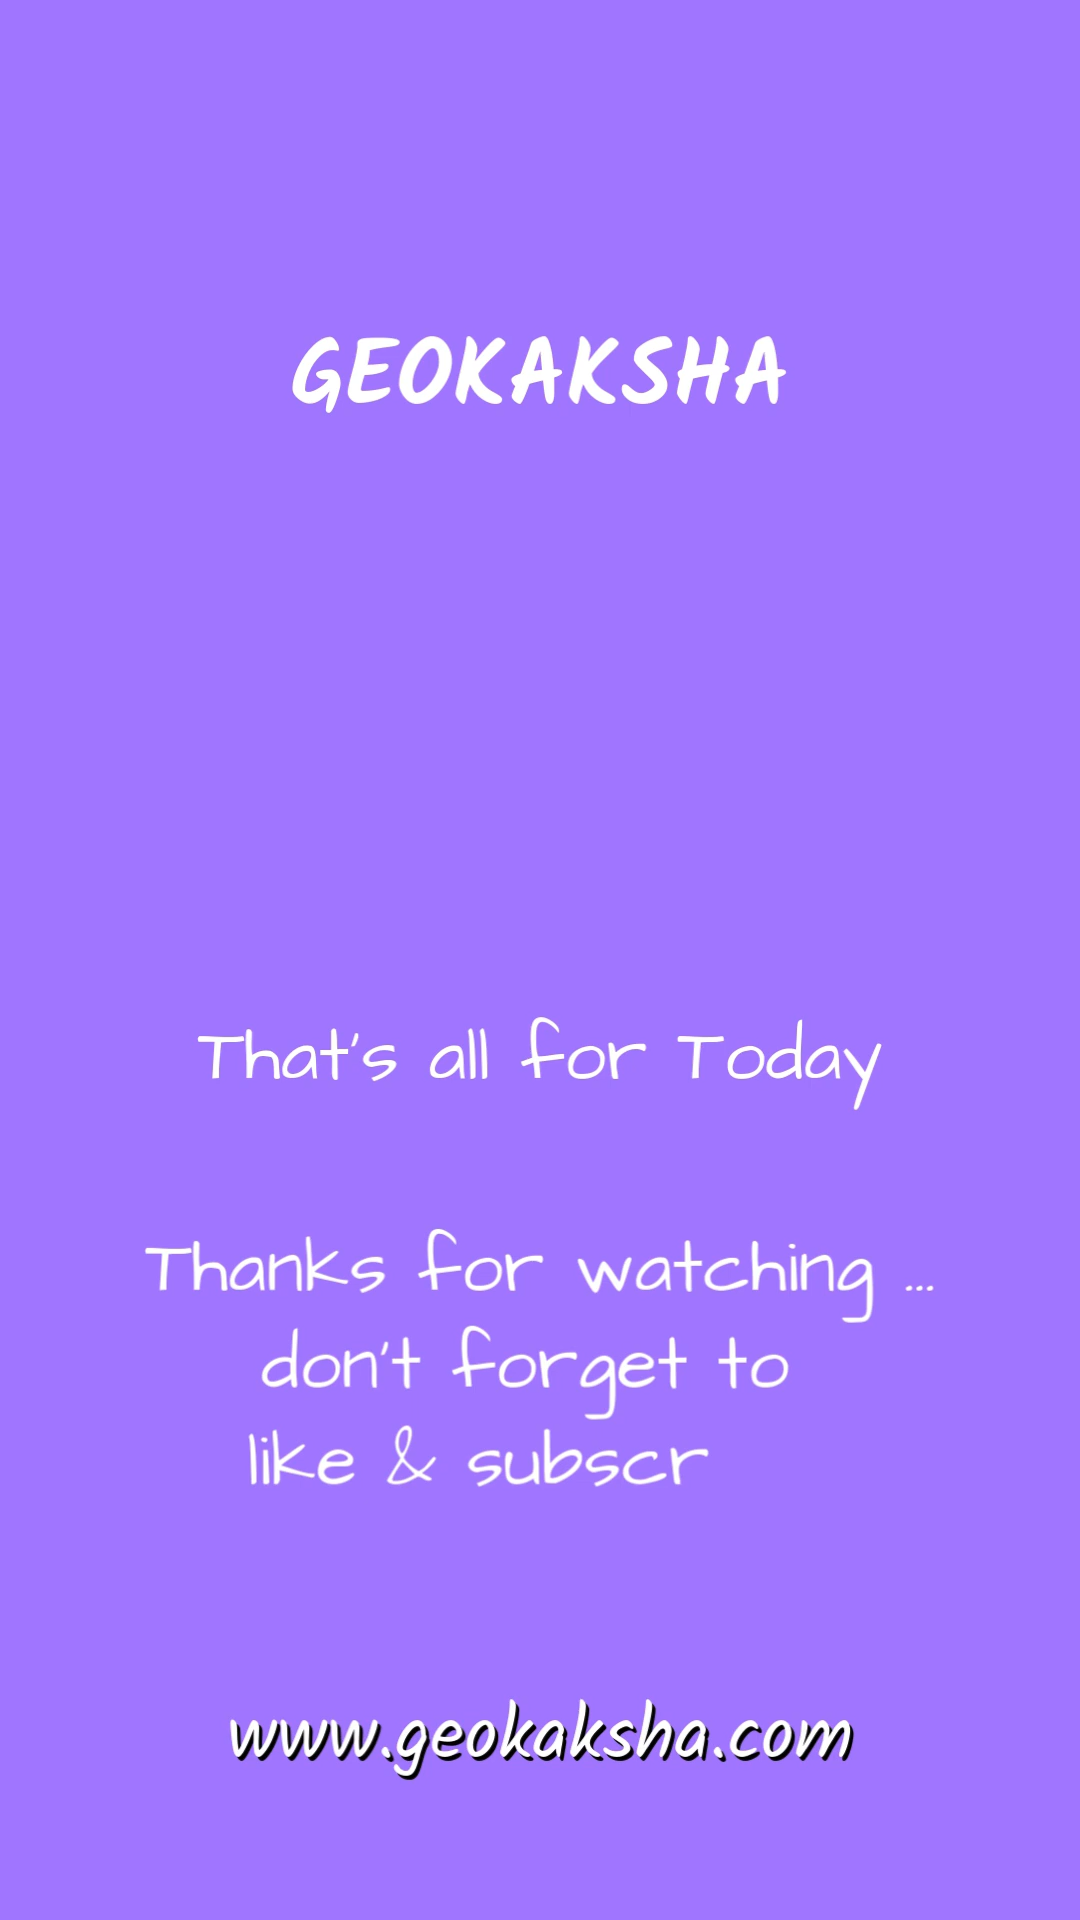 GEOKAKSHA
That's all for Today
Thanks for watching ...
don't forget to
like & subscr
www.geokaksha.com